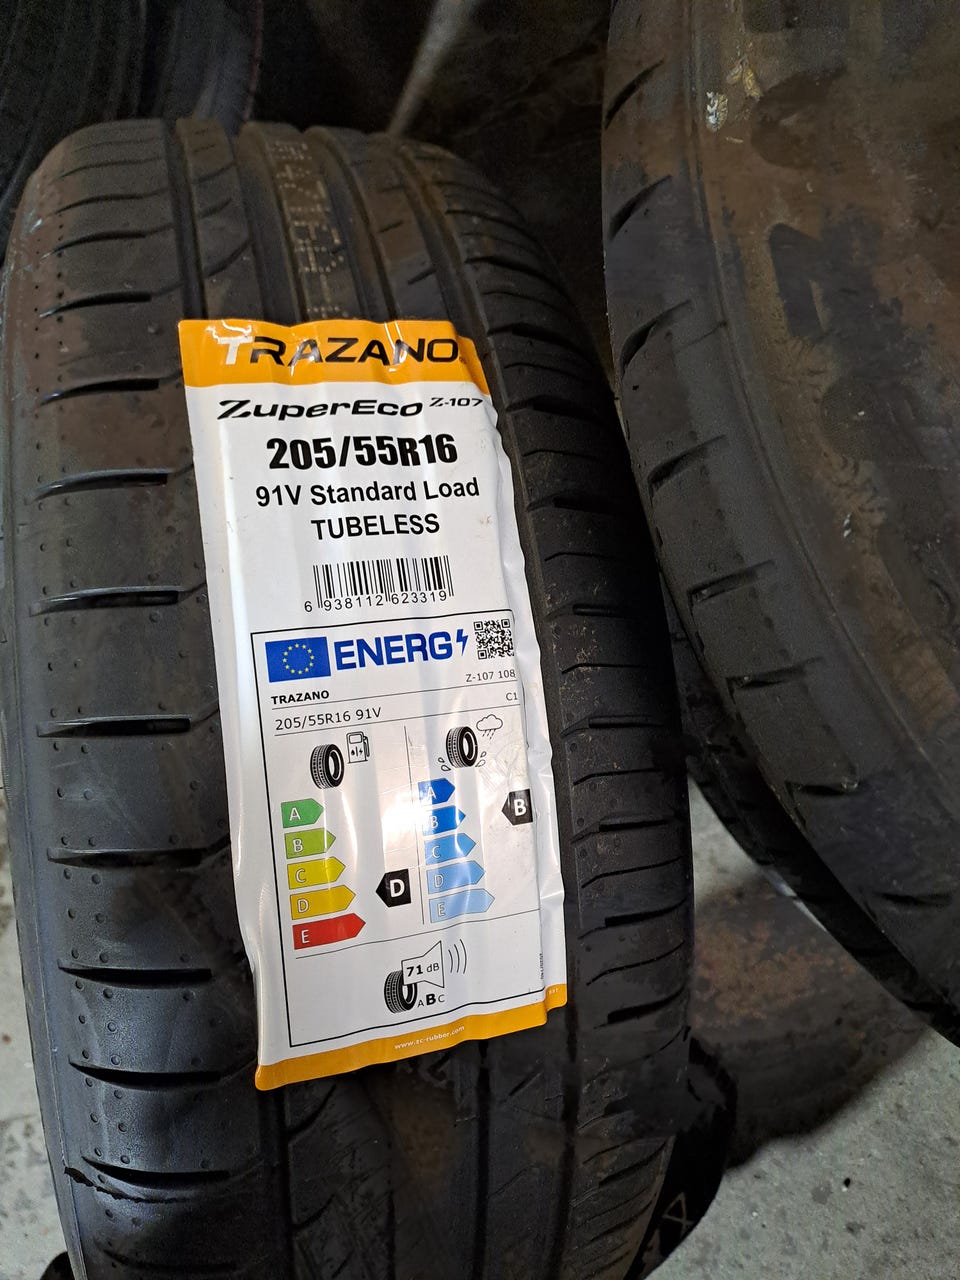 TRAZANO
ZuperEco Z-107
205/55R16
91V Standard Load
TUBELESS
6 938112 623319
ENERG
TRAZANO
Z-107 108
205/55R16 91V
C1
A
B
C
D
E
D
A
B
C
D
E
B
71 dB
ABC
www.zc-rubber.com